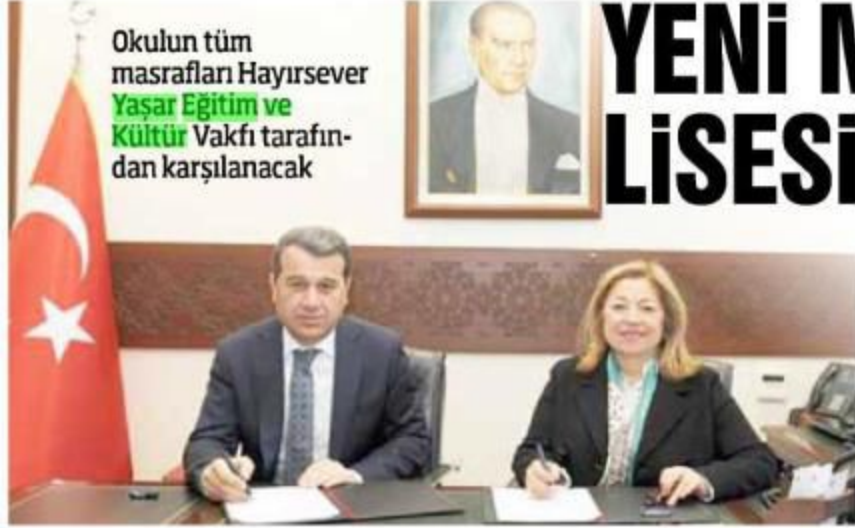 Okulun tüm
masrafları Hayırsever
Yaşar Eğitim ve
Kültür Vakfı tarafın-
dan karşılanacak
YENİ
LİSESİ